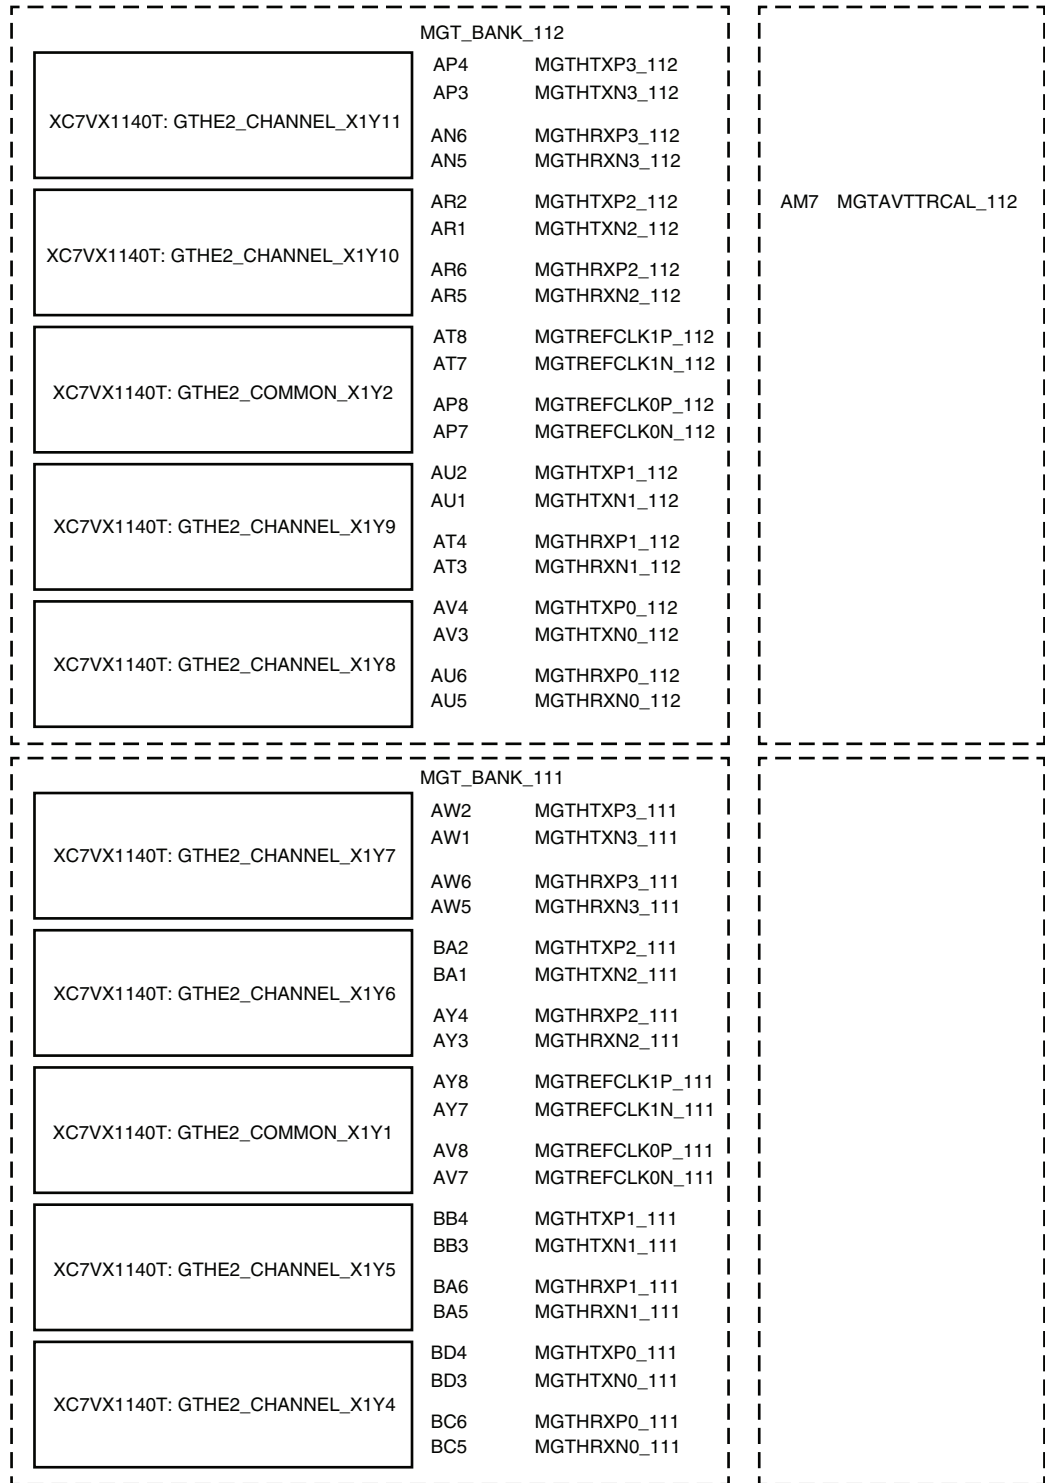 MGT_BANK_112
XC7VX1140T: GTHE2_CHANNEL_X1Y11
AP4 MGTHTXP3_112
AP3 MGTHTXN3_112
AN6 MGTHRXP3_112
AN5 MGTHRXN3_112
XC7VX1140T: GTHE2_CHANNEL_X1Y10
AR2 MGTHTXP2_112
AR1 MGTHTXN2_112
AR6 MGTHRXP2_112
AR5 MGTHRXN2_112
XC7VX1140T: GTHE2_COMMON_X1Y2
AT8 MGTREFCLK1P_112
AT7 MGTREFCLK1N_112
AP8 MGTREFCLK0P_112
AP7 MGTREFCLK0N_112
XC7VX1140T: GTHE2_CHANNEL_X1Y9
AU2 MGTHTXP1_112
AU1 MGTHTXN1_112
AT4 MGTHRXP1_112
AT3 MGTHRXN1_112
XC7VX1140T: GTHE2_CHANNEL_X1Y8
AV4 MGTHTXP0_112
AV3 MGTHTXN0_112
AU6 MGTHRXP0_112
AU5 MGTHRXN0_112
AM7 MGTAVTTRCAL_112
MGT_BANK_111
XC7VX1140T: GTHE2_CHANNEL_X1Y7
AW2 MGTHTXP3_111
AW1 MGTHTXN3_111
AW6 MGTHRXP3_111
AW5 MGTHRXN3_111
XC7VX1140T: GTHE2_CHANNEL_X1Y6
BA2 MGTHTXP2_111
BA1 MGTHTXN2_111
AY4 MGTHRXP2_111
AY3 MGTHRXN2_111
XC7VX1140T: GTHE2_COMMON_X1Y1
AY8 MGTREFCLK1P_111
AY7 MGTREFCLK1N_111
AV8 MGTREFCLK0P_111
AV7 MGTREFCLK0N_111
XC7VX1140T: GTHE2_CHANNEL_X1Y5
BB4 MGTHTXP1_111
BB3 MGTHTXN1_111
BA6 MGTHRXP1_111
BA5 MGTHRXN1_111
XC7VX1140T: GTHE2_CHANNEL_X1Y4
BD4 MGTHTXP0_111
BD3 MGTHTXN0_111
BC6 MGTHRXP0_111
BC5 MGTHRXN0_111